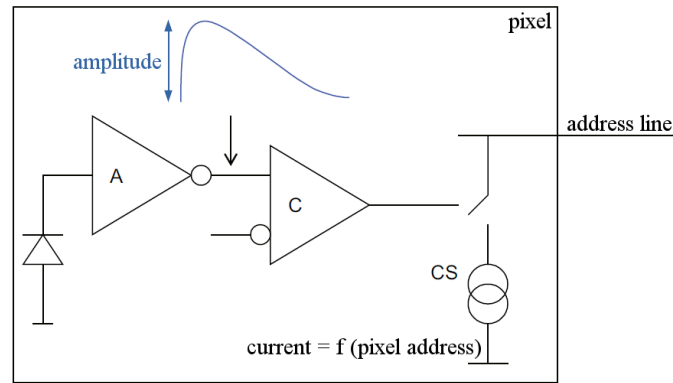 pixel
amplitude
address line
A
C
CS
current = f (pixel address)